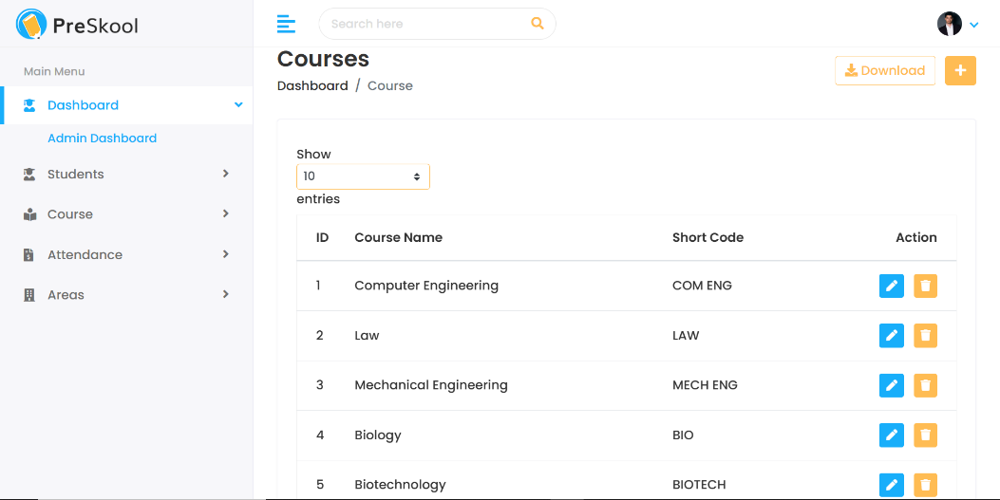 PreSkool
Search here
Main Menu
Dashboard
Admin Dashboard
Students
Course
Attendance
Areas
Courses
Dashboard / Course
Download
Show
10
entries
ID Course Name Short Code Action
1 Computer Engineering COM ENG
2 Law LAW
3 Mechanical Engineering MECH ENG
4 Biology BIO
5 Biotechnology BIOTECH